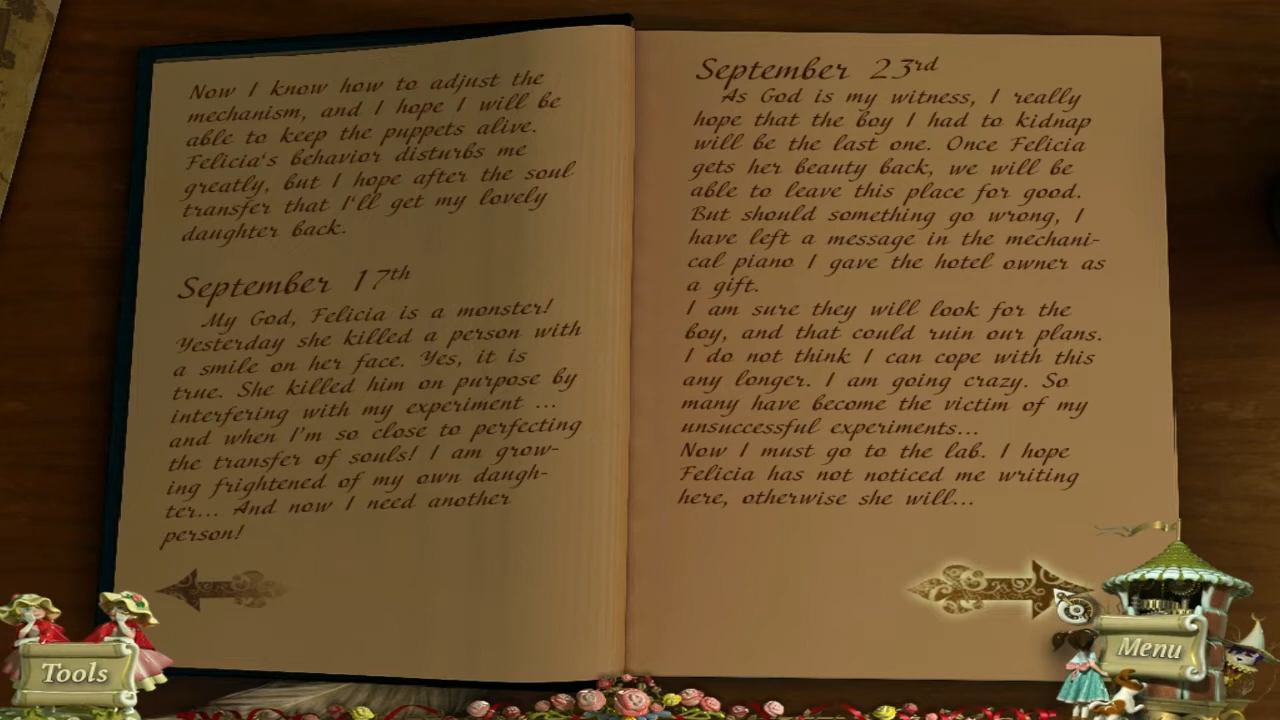 Now I know how to adjust the
mechanism, and I hope I will be
able to keep the puppets alive.
Felicia's behavior disturbs me
greatly, but I hope after the soul
transfer that I'll get my lovely
daughter back.
September 17th
My God, Felicia is a monster!
Yesterday she killed a person with
a smile on her face. Yes, it is
true. She killed him on purpose by
interfering with my experiment ...
and when I'm so close to perfecting
the transfer of souls! I am grow-
ing frightened of my own daugh-
ter... And now I need another
person!
September 23rd
As God is my witness, I really
hope that the boy I had to kidnap
will be the last one. Once Felicia
gets her beauty back, we will be
able to leave this place for good.
But should something go wrong, I
have left a message in the mechani-
cal piano I gave the hotel owner as
a gift.
I am sure they will look for the
boy, and that could ruin our plans.
I do not think I can cope with this
any longer. I am going crazy. So
many have become the victim of my
unsuccessful experiments...
Now I must go to the lab. I hope
Felicia has not noticed me writing
here, otherwise she will...
Tools
Menu